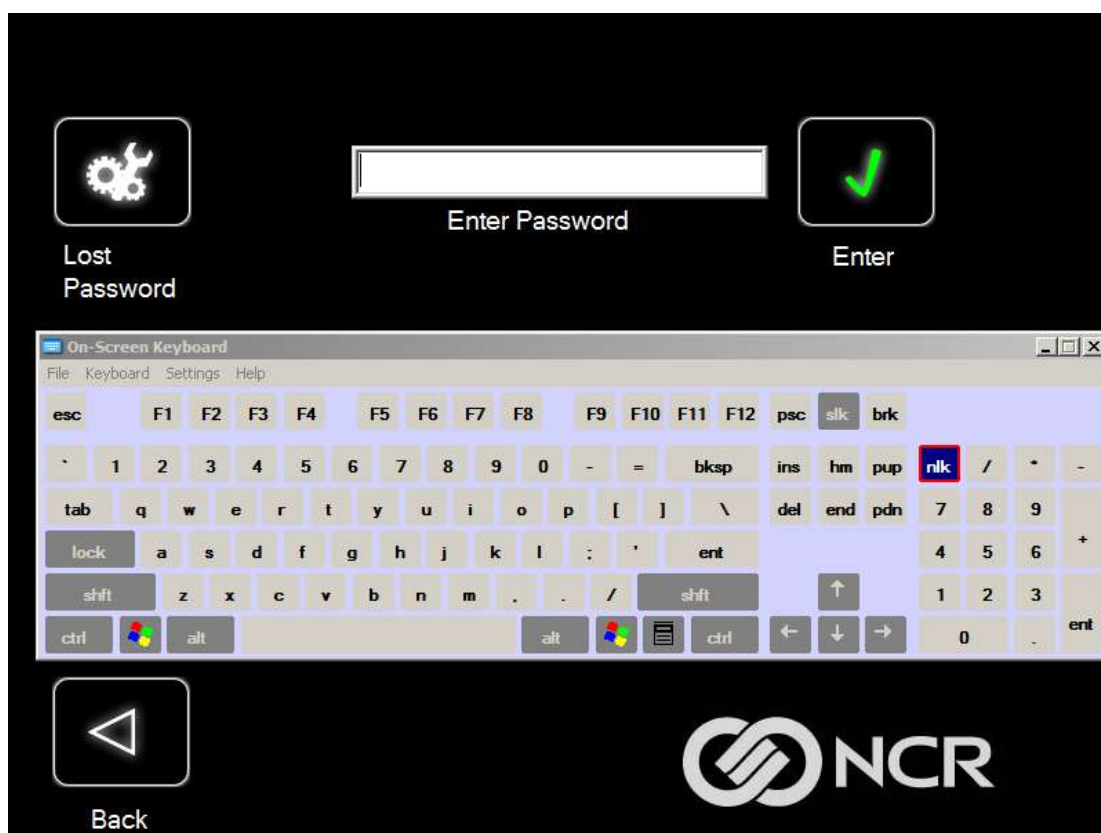 Enter Password
Lost
Password
Enter
On-Screen Keyboard
File Keyboard Settings Help
esc F1 F2 F3 F4 F5 F6 F7 F8 F9 F10 F11 F12 psc slk brk
` 1 2 3 4 5 6 7 8 9 0 - = bksp ins hm pup nlk / * -
tab q w e r t y u i o p [ ] \ del end pdn 7 8 9
lock a s d f g h j k l ; ' ent 4 5 6 +
shft z x c v b n m , . / shft ↑ 1 2 3
ctrl alt alt ctrl ← ↓ → 0 . ent
NCR
Back